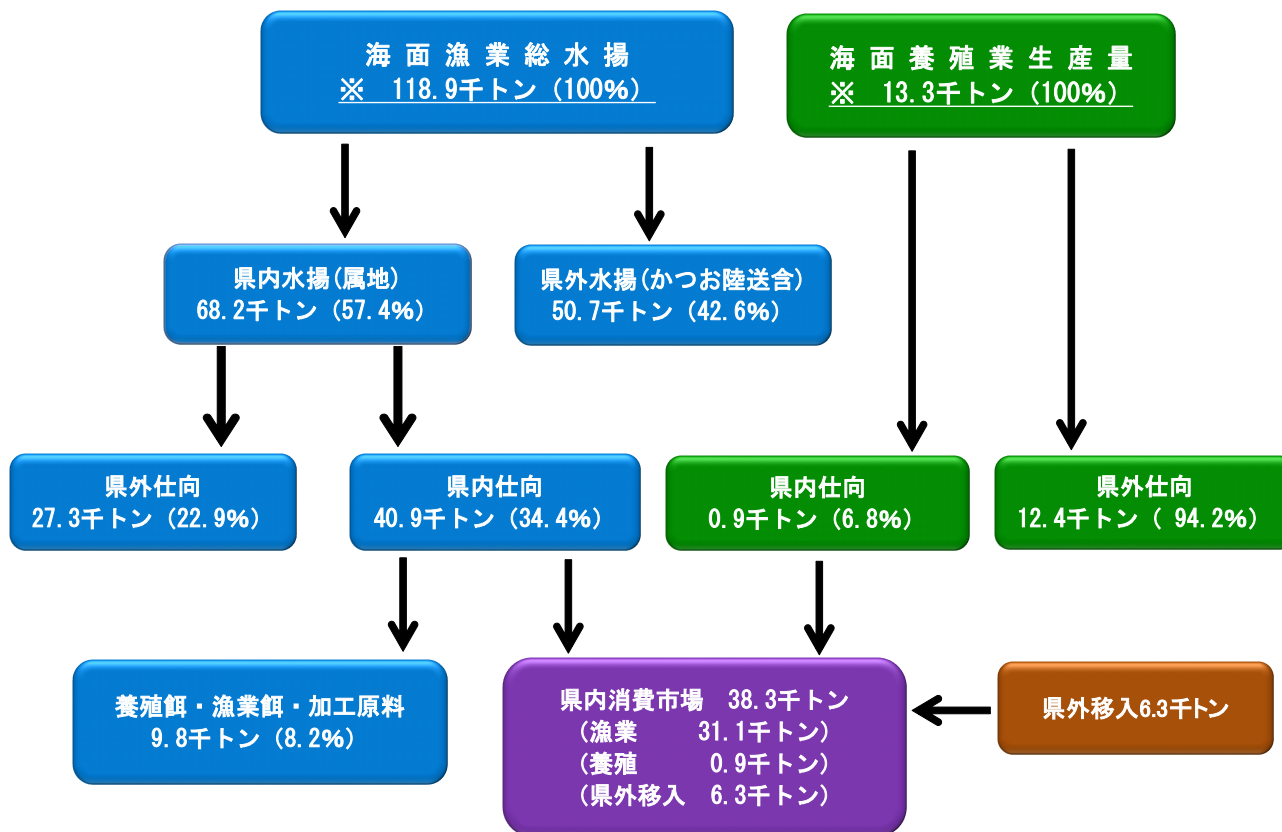 海 面 漁 業 総 水 揚
※ 118.9千トン (100%)
海 面 養 殖 業 生 産 量
※ 13.3千トン (100%)
県内水揚(属地)
68.2千トン (57.4%)
県外水揚(かつお陸送含)
50.7千トン (42.6%)
県外仕向
27.3千トン (22.9%)
県内仕向
40.9千トン (34.4%)
県内仕向
0.9千トン (6.8%)
県外仕向
12.4千トン ( 94.2%)
養殖餌・漁業餌・加工原料
9.8千トン (8.2%)
県内消費市場 38.3千トン
(漁業 31.1千トン)
(養殖 0.9千トン)
(県外移入 6.3千トン)
県外移入6.3千トン